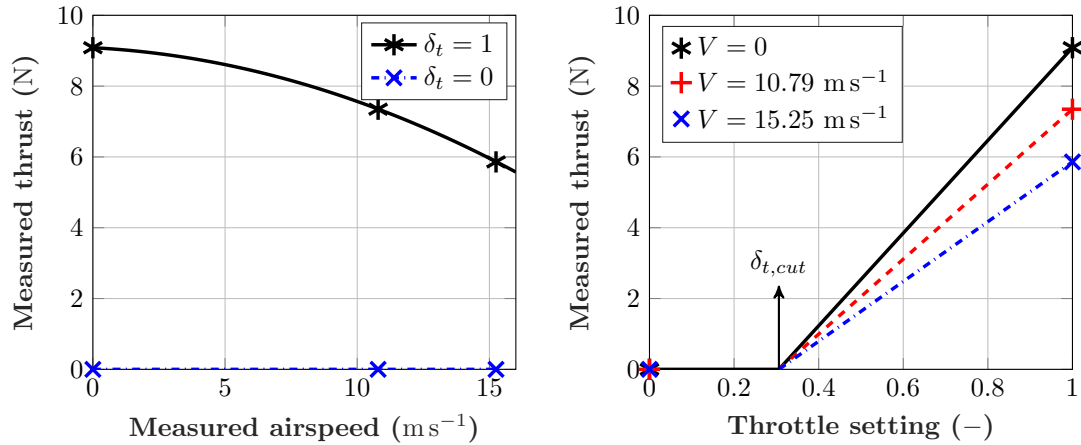 Measured thrust (N)
10
8
6
4
2
0
0
5
10
15
Measured airspeed (m s⁻¹)
δₜ = 1
δₜ = 0
Measured thrust (N)
10
8
6
4
2
0
0
0.2
0.4
0.6
0.8
1
Throttle setting (−)
V = 0
V = 10.79 m s⁻¹
V = 15.25 m s⁻¹
δ_{t,cut}